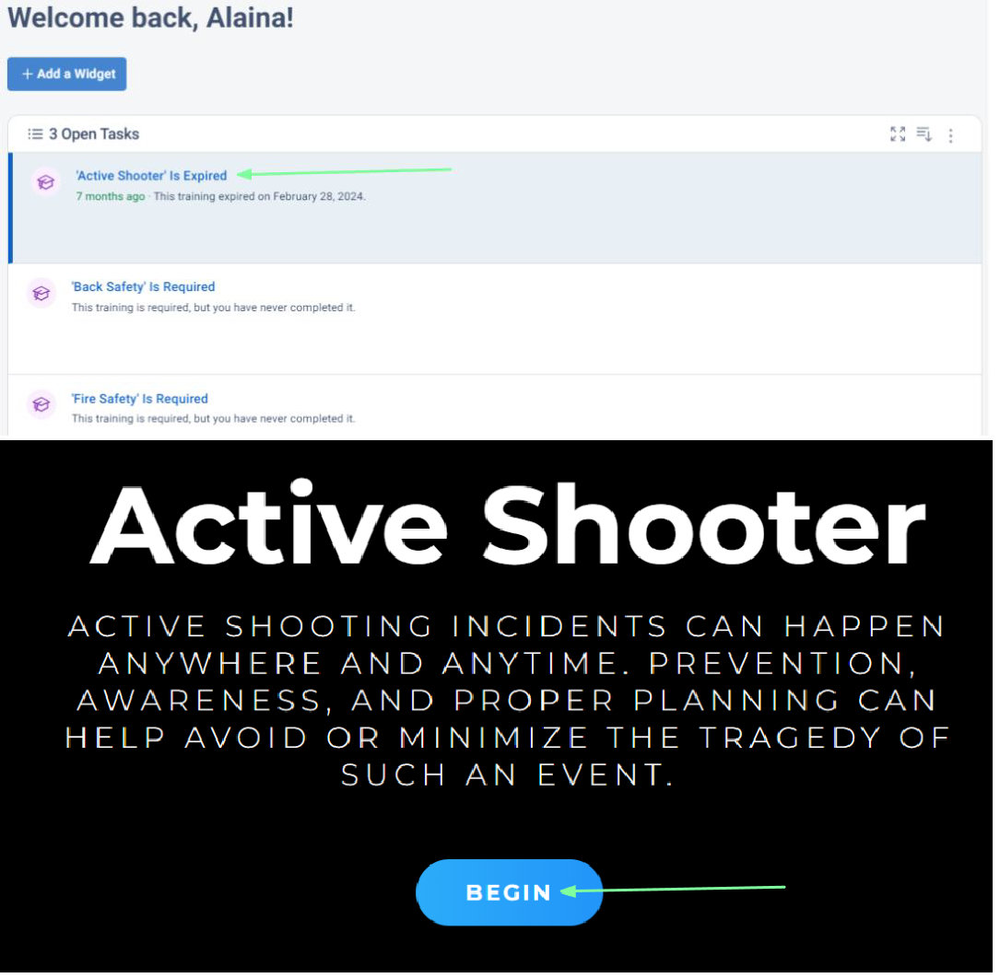 Welcome back, Alaina!
+ Add a Widget
3 Open Tasks
'Active Shooter' Is Expired
7 months ago · This training expired on February 28, 2024.
'Back Safety' Is Required
This training is required, but you have never completed it.
'Fire Safety' Is Required
This training is required, but you have never completed it.
Active Shooter
ACTIVE SHOOTING INCIDENTS CAN HAPPEN
ANYWHERE AND ANYTIME. PREVENTION,
AWARENESS, AND PROPER PLANNING CAN
HELP AVOID OR MINIMIZE THE TRAGEDY OF
SUCH AN EVENT.
BEGIN